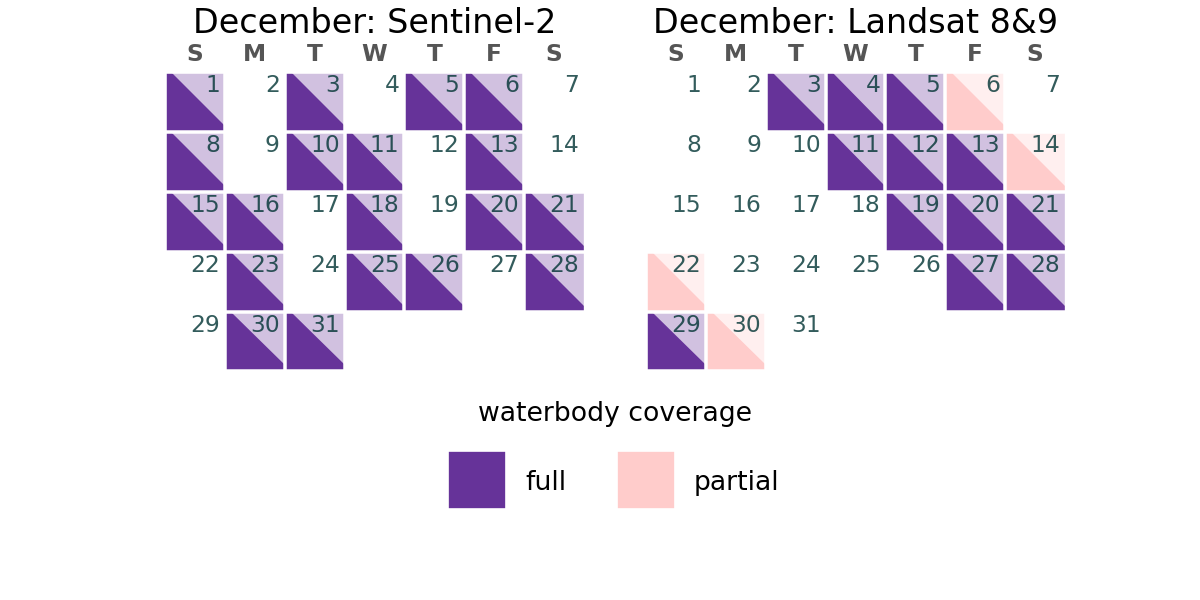 December: Sentinel-2
S M T W T F S
1 2 3 4 5 6 7
8 9 10 11 12 13 14
15 16 17 18 19 20 21
22 23 24 25 26 27 28
29 30 31
December: Landsat 8&9
S M T W T F S
1 2 3 4 5 6 7
8 9 10 11 12 13 14
15 16 17 18 19 20 21
22 23 24 25 26 27 28
29 30 31
waterbody coverage
full partial